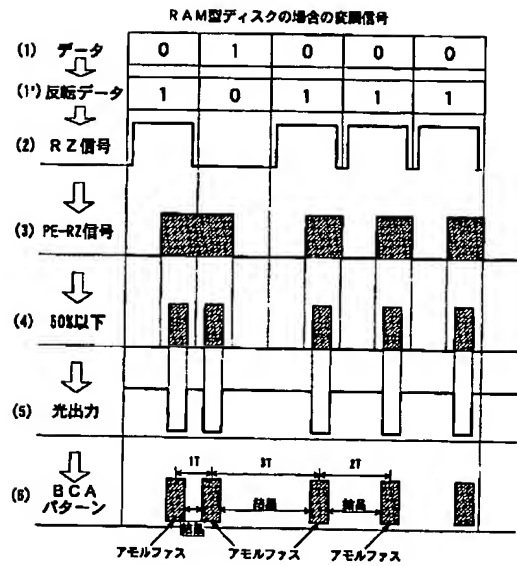 RAM型ディスクの場合の変調信号
(1) データ 0 1 0 0 0
(1') 反転データ 1 0 1 1 1
(2) RZ信号
(3) PE-RZ信号
(4) 50%以下
(5) 光出力
1T 3T 2T
(6) BCAパターン
結晶 結晶
結晶
アモルファス アモルファス アモルファス